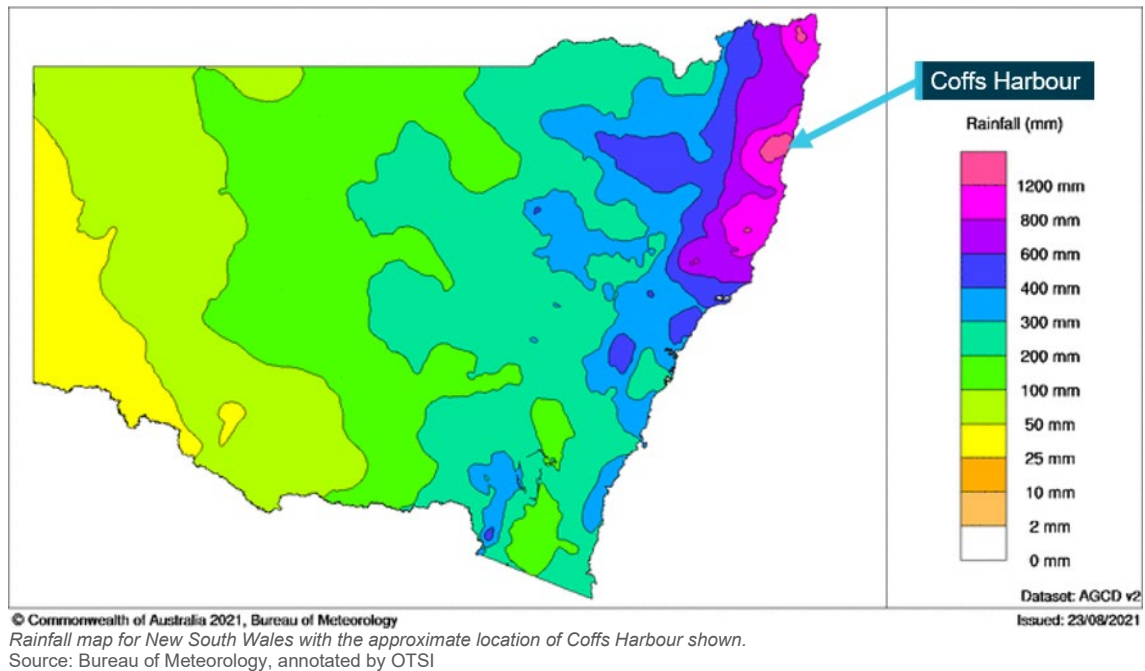 Coffs Harbour
Rainfall (mm)
1200 mm
800 mm
600 mm
400 mm
300 mm
200 mm
100 mm
50 mm
25 mm
10 mm
2 mm
0 mm
Dataset: AGCD v2
© Commonwealth of Australia 2021, Bureau of Meteorology
Issued: 23/08/2021
Rainfall map for New South Wales with the approximate location of Coffs Harbour shown.
Source: Bureau of Meteorology, annotated by OTSI